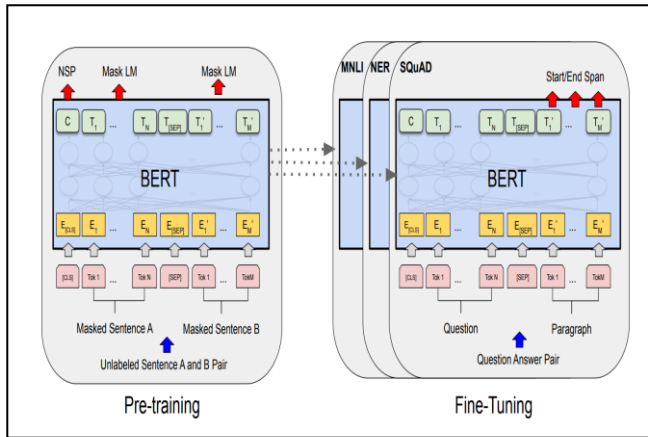 NSP Mask LM Mask LM
C T1 ... TN T[SEP] T1' ... TM'
BERT
E[CLS] E1 ... EN E[SEP] E1' ... EM'
[CLS] Tok 1 ... Tok N [SEP] Tok 1 ... TokM
Masked Sentence A Masked Sentence B
Unlabeled Sentence A and B Pair
Pre-training
MNLI NER SQuAD
Start/End Span
C T1 ... TN T[SEP] T1' ... TM'
BERT
E[CLS] E1 ... EN E[SEP] E1' ... EM'
[CLS] Tok 1 ... Tok N [SEP] Tok 1 ... TokM
Question Paragraph
Question Answer Pair
Fine-Tuning